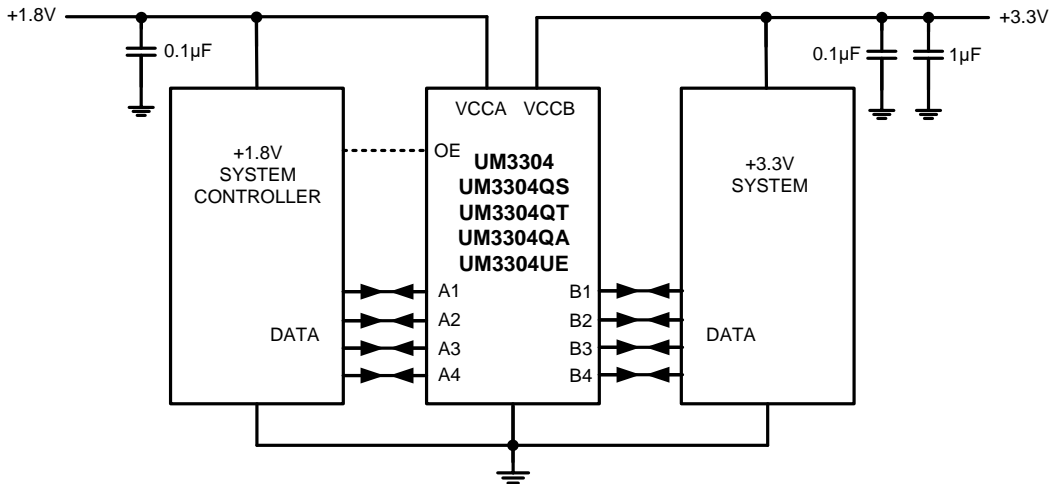 +1.8V
+3.3V
0.1µF
0.1µF
1µF
VCCA VCCB
OE
+1.8V
SYSTEM
CONTROLLER
UM3304
UM3304QS
UM3304QT
UM3304QA
UM3304UE
+3.3V
SYSTEM
A1
A2
A3
A4
B1
B2
B3
B4
DATA
DATA